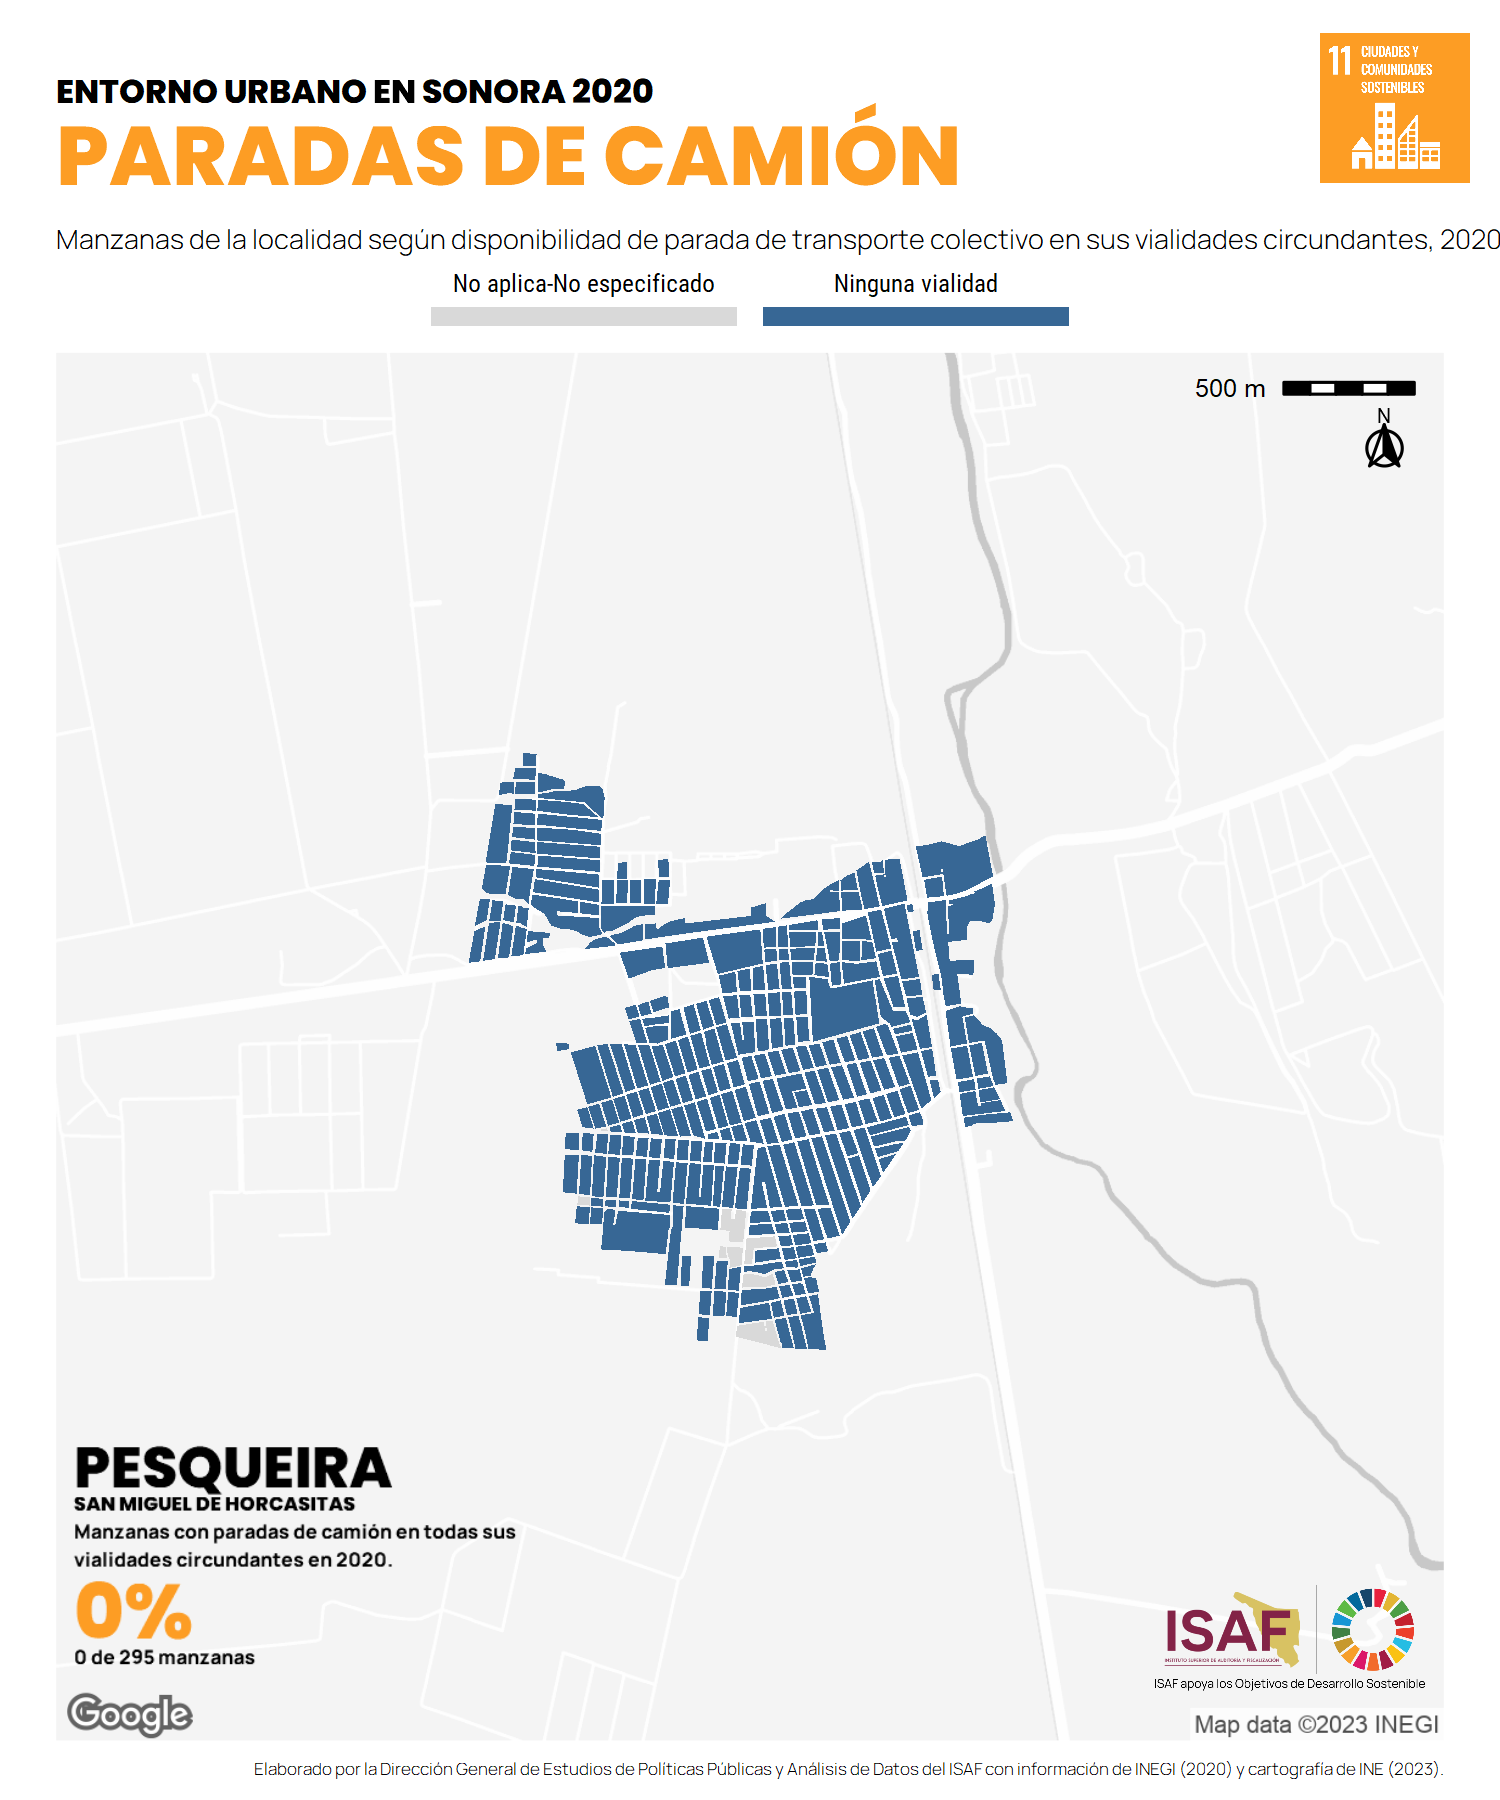 ENTORNO URBANO EN SONORA 2020
PARADAS DE CAMIÓN
11 CIUDADES Y
COMUNIDADES
SOSTENIBLES
Manzanas de la localidad según disponibilidad de parada de transporte colectivo en sus vialidades circundantes, 2020
No aplica-No especificado
Ninguna vialidad
500 m
N
PESQUEIRA
SAN MIGUEL DE HORCASITAS
Manzanas con paradas de camión en todas sus
vialidades circundantes en 2020.
0%
0 de 295 manzanas
Google
ISAF
INSTITUTO SUPERIOR DE AUDITORÍA Y FISCALIZACIÓN
ISAF apoya los Objetivos de Desarrollo Sostenible
Map data ©2023 INEGI
Elaborado por la Dirección General de Estudios de Políticas Públicas y Análisis de Datos del ISAF con información de INEGI (2020) y cartografía de INE (2023).